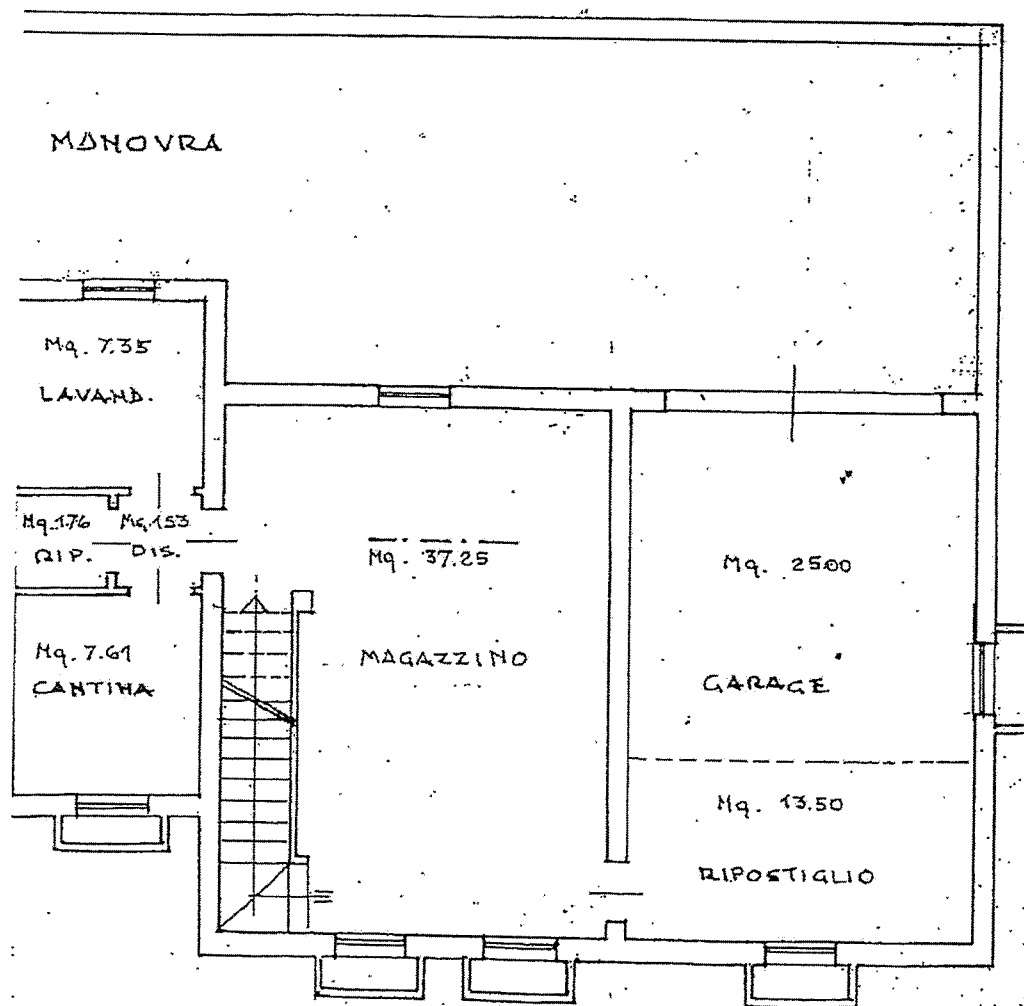 MANOVRA
Mq. 7.35
LAVAND.
Mq. 1.76
RIP.
Mq. 1.53
DIS.
Mq. 37.25
MAGAZZINO
Mq. 25.00
GARAGE
Mq. 7.61
CANTINA
Mq. 13.50
RIPOSTIGLIO